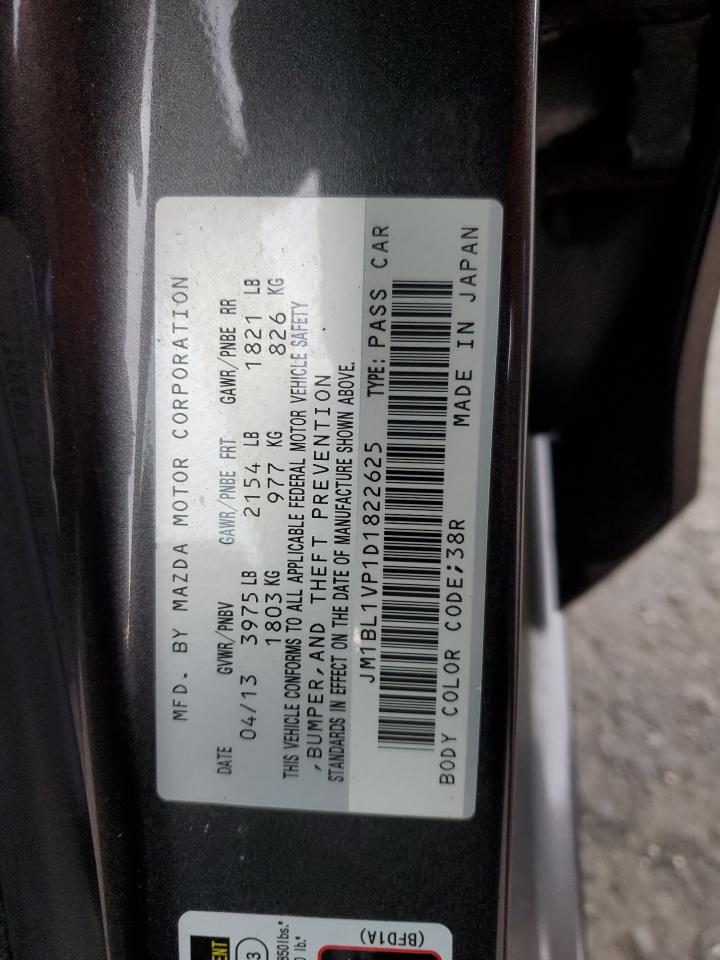 MFD. BY MAZDA MOTOR CORPORATION
DATE GVWR/PNBV GAWR/PNBE FRT GAWR/PNBE RR
04/13 3975 LB 2154 LB 1821 LB
1803 KG 977 KG 826 KG
THIS VEHICLE CONFORMS TO ALL APPLICABLE FEDERAL MOTOR VEHICLE SAFETY
,BUMPER,AND THEFT PREVENTION
STANDARDS IN EFFECT ON THE DATE OF MANUFACTURE SHOWN ABOVE.
JM1BL1VP1D1822625 TYPE: PASS CAR
BODY COLOR CODE;38R MADE IN JAPAN
(BFD1A)